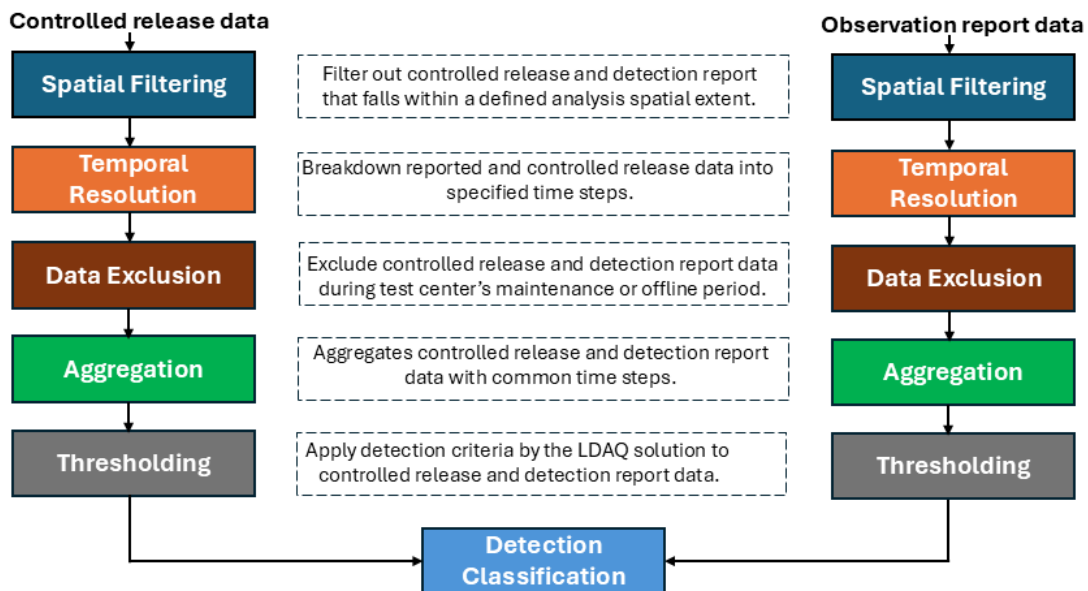 Controlled release data
Observation report data
Spatial Filtering
Filter out controlled release and detection report
that falls within a defined analysis spatial extent.
Spatial Filtering
Temporal
Resolution
Breakdown reported and controlled release data into
specified time steps.
Temporal
Resolution
Data Exclusion
Exclude controlled release and detection report data
during test center's maintenance or offline period.
Data Exclusion
Aggregation
Aggregates controlled release and detection report
data with common time steps.
Aggregation
Thresholding
Apply detection criteria by the LDAQ solution to
controlled release and detection report data.
Thresholding
Detection
Classification